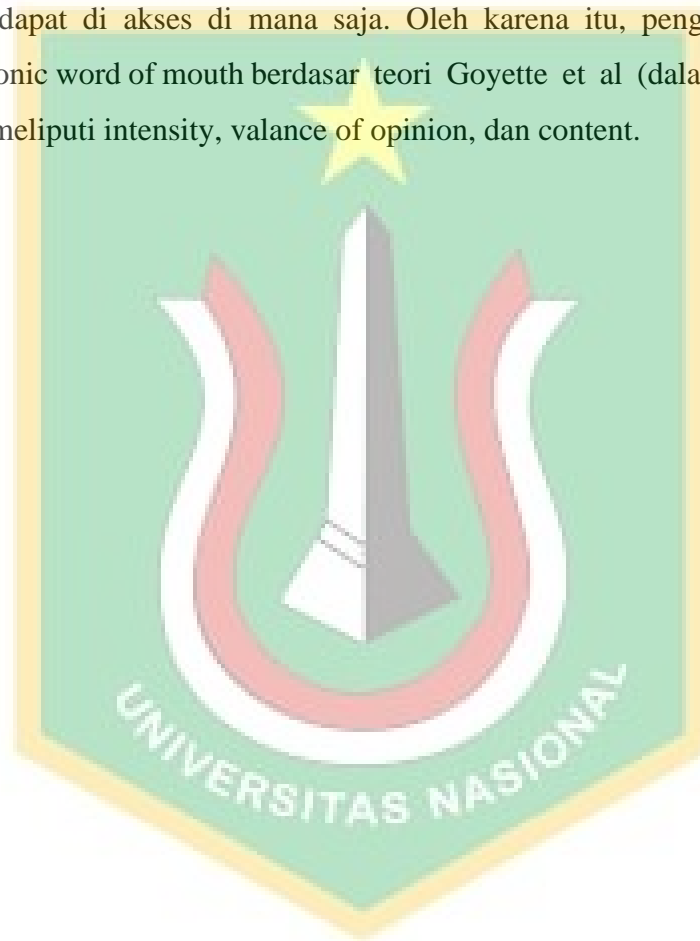 dapat di akses di mana saja. Oleh karena itu, peng
onic word of mouth berdasar teori Goyette et al (dala
meliputi intensity, valance of opinion, dan content.
UNIVERSITAS NASIONAL